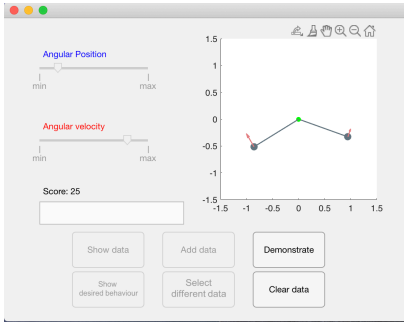 Angular Position
min max
Angular velocity
min max
Score: 25
1.5
1
0.5
0
-0.5
-1
-1.5
-1.5 -1 -0.5 0 0.5 1 1.5
Show data
Add data
Demonstrate
Show
desired behaviour
Select
different data
Clear data